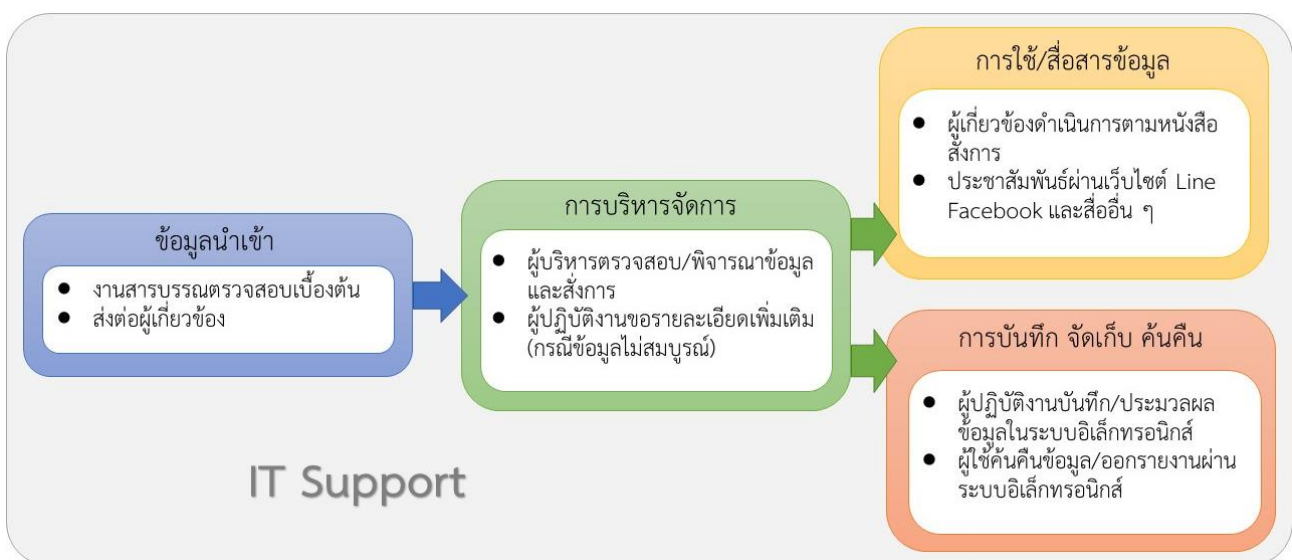 ข้อมูลนำเข้า
● งานสารบรรณตรวจสอบเบื้องต้น
● ส่งต่อผู้เกี่ยวข้อง
การบริหารจัดการ
● ผู้บริหารตรวจสอบ/พิจารณาข้อมูล
และสั่งการ
● ผู้ปฏิบัติงานขอรายละเอียดเพิ่มเติม
(กรณีข้อมูลไม่สมบูรณ์)
การใช้/สื่อสารข้อมูล
● ผู้เกี่ยวข้องดำเนินการตามหนังสือ
สั่งการ
● ประชาสัมพันธ์ผ่านเว็บไซต์ Line
Facebook และสื่ออื่น ๆ
การบันทึก จัดเก็บ ค้นคืน
● ผู้ปฏิบัติงานบันทึก/ประมวลผล
ข้อมูลในระบบอิเล็กทรอนิกส์
● ผู้ใช้ค้นคืนข้อมูล/ออกรายงานผ่าน
ระบบอิเล็กทรอนิกส์
IT Support